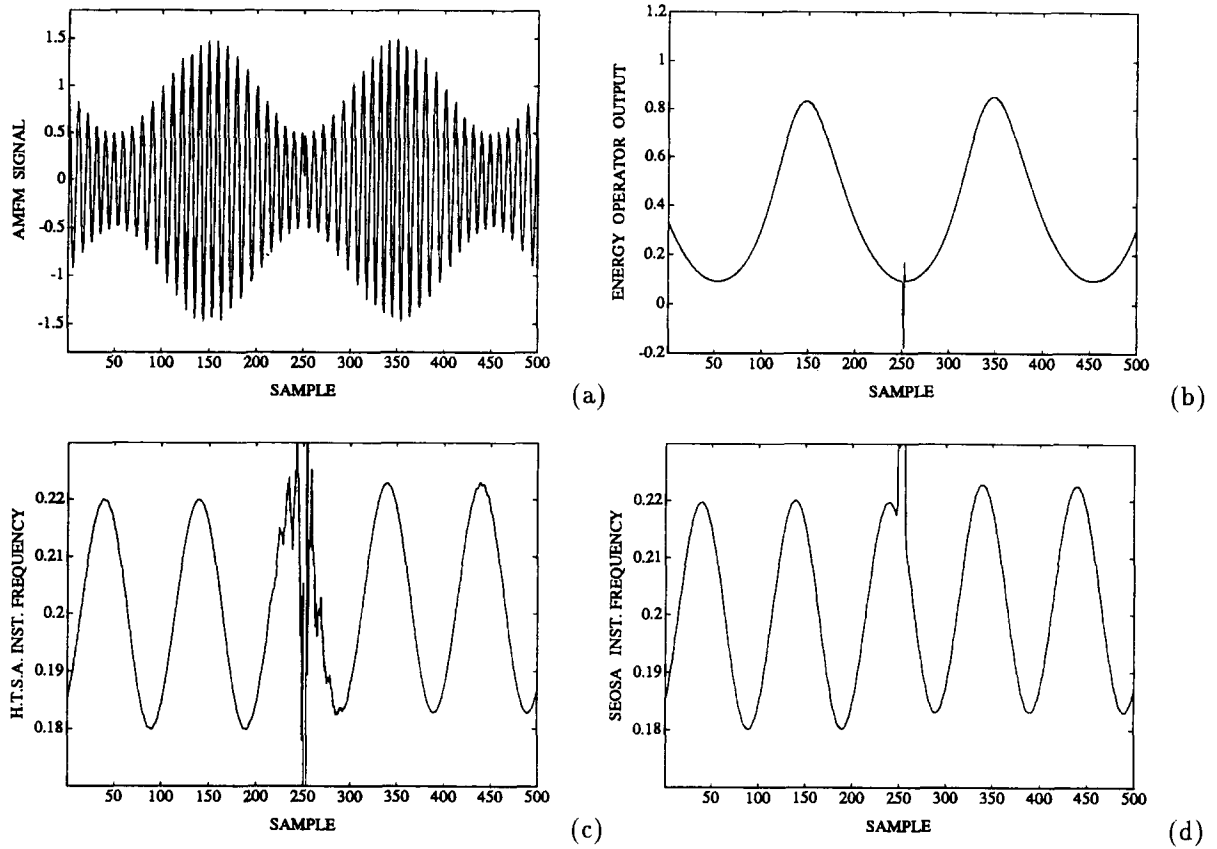 AMFM SIGNAL
1.5
1
0.5
0
-0.5
-1
-1.5
50 100 150 200 250 300 350 400 450 500
SAMPLE
(a)
ENERGY OPERATOR OUTPUT
1.2
1
0.8
0.6
0.4
0.2
0
-0.2
50 100 150 200 250 300 350 400 450 500
SAMPLE
(b)
H.T.S.A. INST. FREQUENCY
0.22
0.21
0.2
0.19
0.18
50 100 150 200 250 300 350 400 450 500
SAMPLE
(c)
SEOSA INST. FREQUENCY
0.22
0.21
0.2
0.19
0.18
50 100 150 200 250 300 350 400 450 500
SAMPLE
(d)